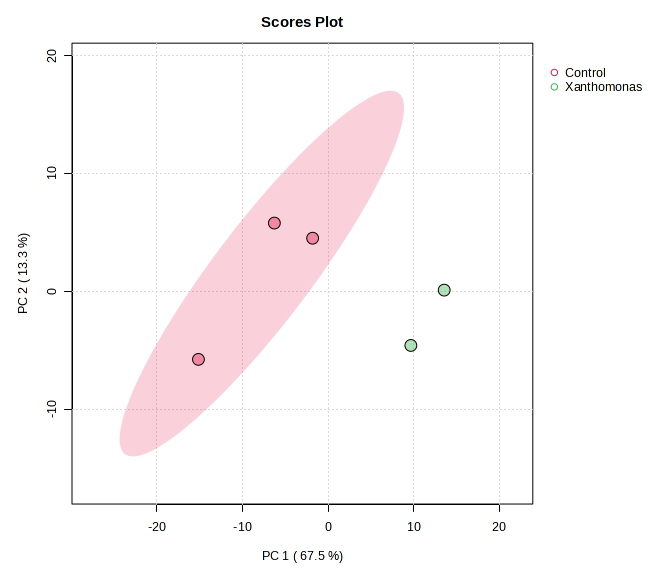 Scores Plot
Control
Xanthomonas
20
10
0
-10
PC 2 ( 13.3 %)
-20 -10 0 10 20
PC 1 ( 67.5 %)